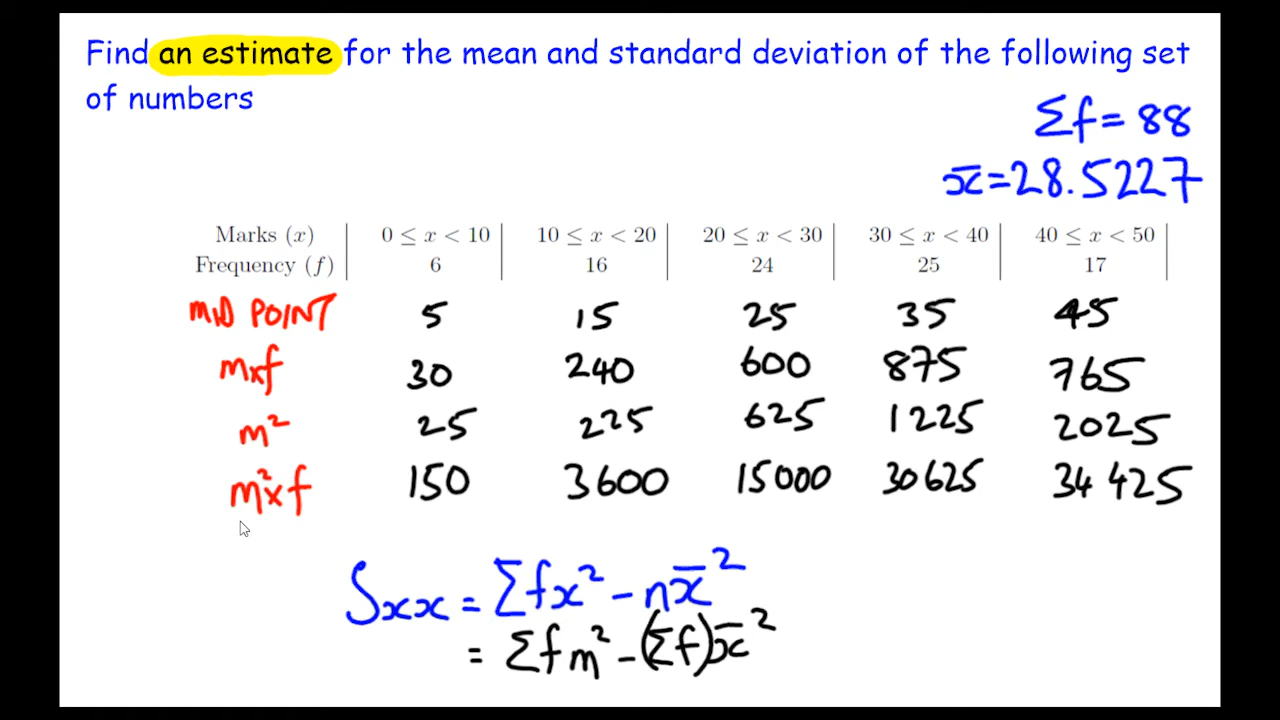 Find an estimate for the mean and standard deviation of the following set
of numbers
Σf = 88
x̄ = 28.5227
Marks (x) | 0 ≤ x < 10 | 10 ≤ x < 20 | 20 ≤ x < 30 | 30 ≤ x < 40 | 40 ≤ x < 50 |
Frequency (f) | 6 | 16 | 24 | 25 | 17 |
MID POINT 5 15 25 35 45
mxf 30 240 600 875 765
m² 25 225 625 1225 2025
m²xf 150 3600 15000 30625 34425
Sxx = Σfx² - nx̄²
= Σfm² - (Σf)x̄²